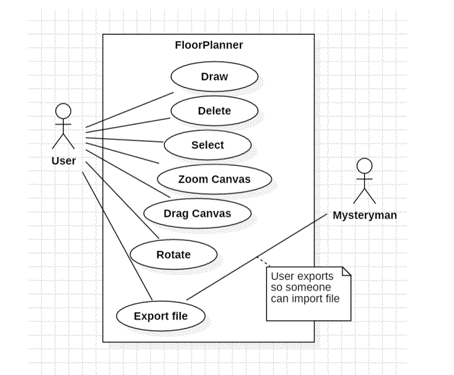 FloorPlanner
Draw
Delete
Select
User
Zoom Canvas
Drag Canvas
Mysteryman
Rotate
User exports
so someone
can import file
Export file